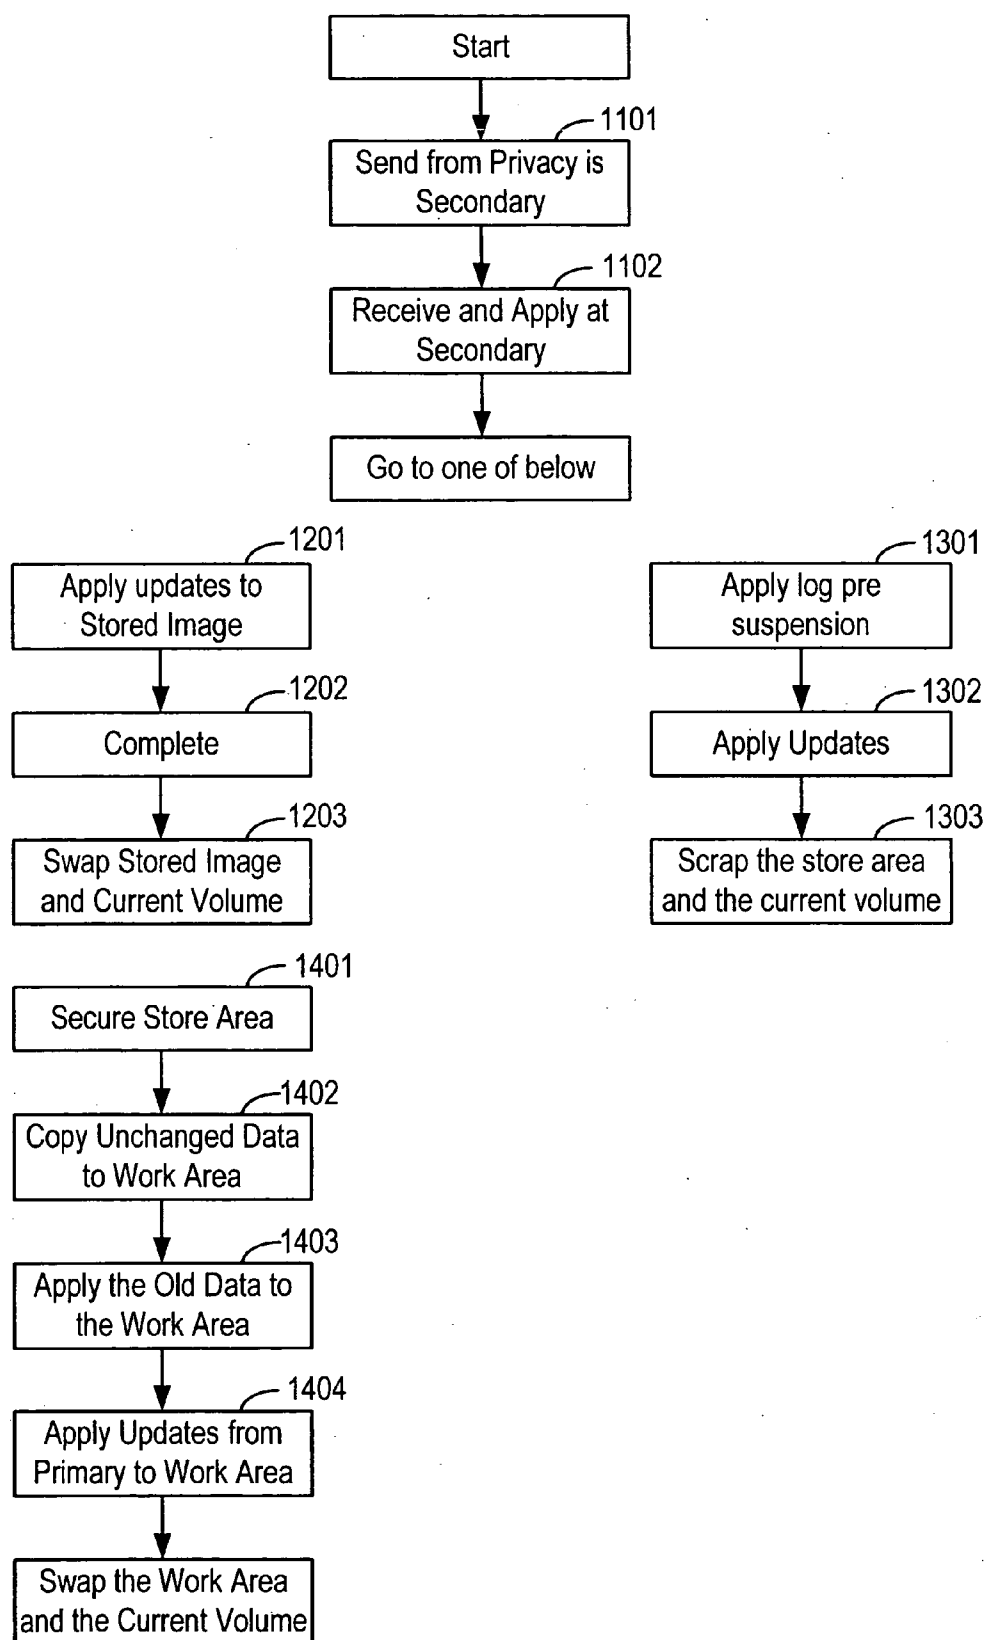 Start
1101
Send from Privacy is
Secondary
1102
Receive and Apply at
Secondary
Go to one of below
1201
Apply updates to
Stored Image
1202
Complete
1203
Swap Stored Image
and Current Volume
1301
Apply log pre
suspension
1302
Apply Updates
1303
Scrap the store area
and the current volume
1401
Secure Store Area
1402
Copy Unchanged Data
to Work Area
1403
Apply the Old Data to
the Work Area
1404
Apply Updates from
Primary to Work Area
Swap the Work Area
and the Current Volume